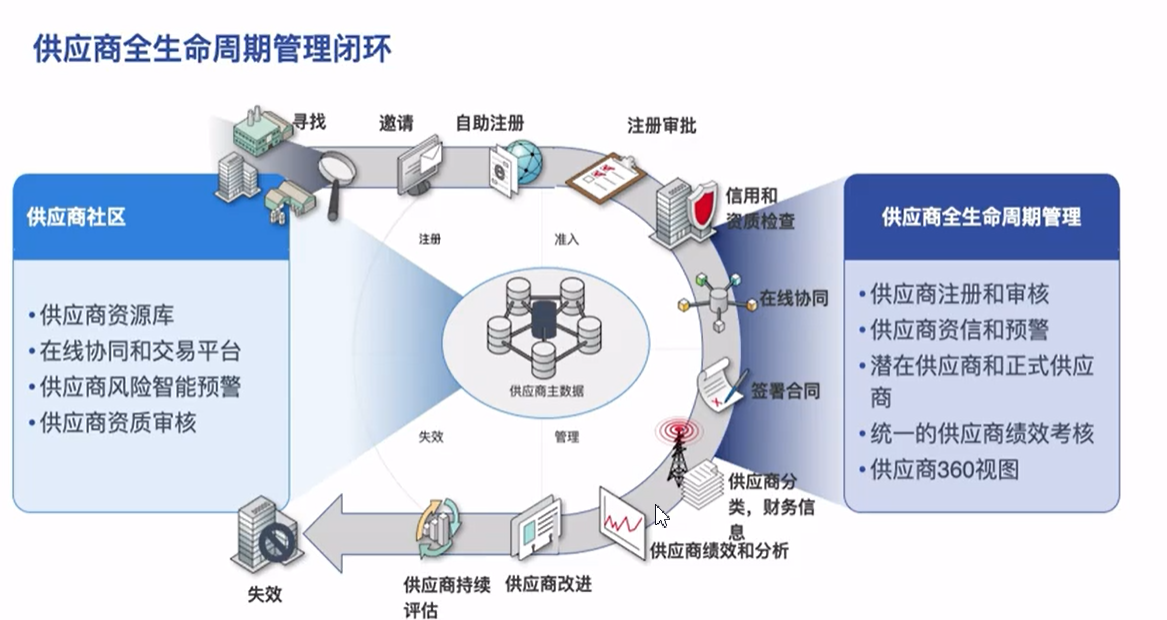 供应商全生命周期管理闭环
寻找
邀请
自助注册
注册审批
信用和
资质检查
在线协同
签署合同
供应商分
类，财务信
息
供应商绩效和分析
供应商改进
供应商持续
评估
失效
供应商社区
•供应商资源库
•在线协同和交易平台
•供应商风险智能预警
•供应商资质审核
注册
准入
供应商主数据
失效
管理
供应商全生命周期管理
•供应商注册和审核
•供应商资信和预警
•潜在供应商和正式供应
商
•统一的供应商绩效考核
•供应商360视图